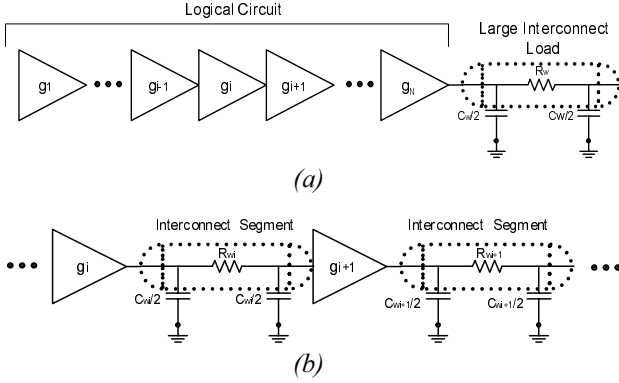 Logical Circuit
Large Interconnect
Load
g1 gi-1 gi gi+1 gN
Rw
Cw/2 Cw/2
(a)
Interconnect Segment Interconnect Segment
gi Rwi gi+1 Rwi+1
Cwi/2 Cwi/2 Cwi+1/2 Cwi+1/2
(b)